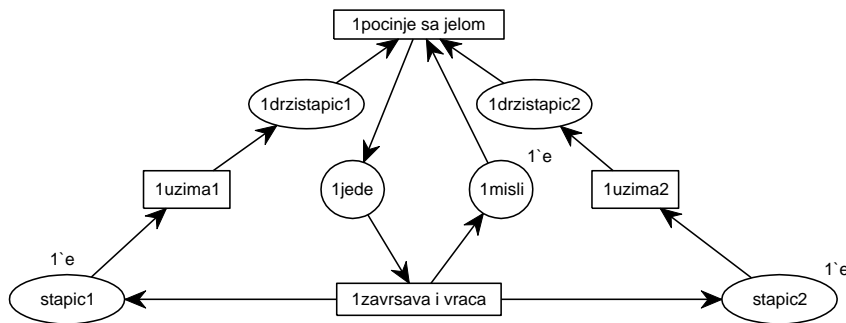 1pocinje sa jelom
1drzistapic1
1drzistapic2
1`e
1uzima1
1jede
1misli
1uzima2
1`e
1`e
stapic1
1zavrsava i vraca
stapic2